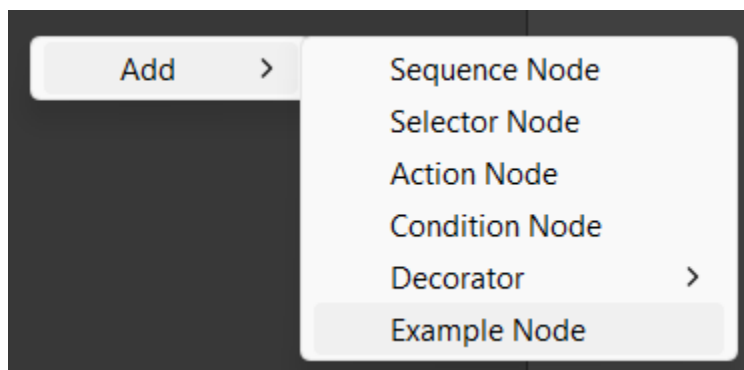 Add
Sequence Node
Selector Node
Action Node
Condition Node
Decorator
Example Node